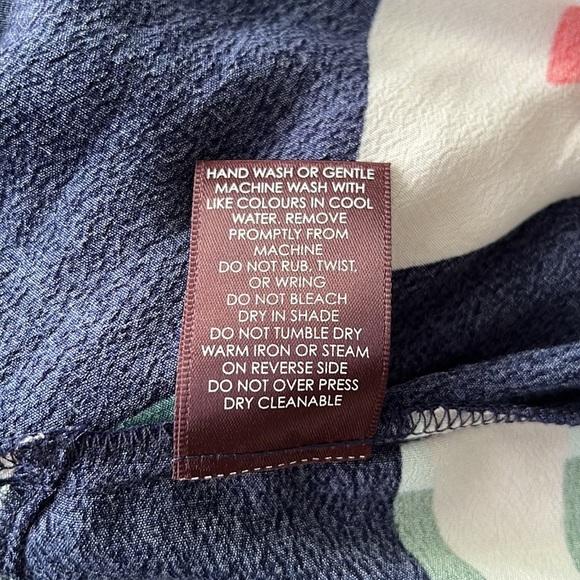 HAND WASH OR GENTLE
MACHINE WASH WITH
LIKE COLOURS IN COOL
WATER. REMOVE
PROMPTLY FROM
MACHINE
DO NOT RUB, TWIST,
OR WRING
DO NOT BLEACH
DRY IN SHADE
DO NOT TUMBLE DRY
WARM IRON OR STEAM
ON REVERSE SIDE
DO NOT OVER PRESS
DRY CLEANABLE